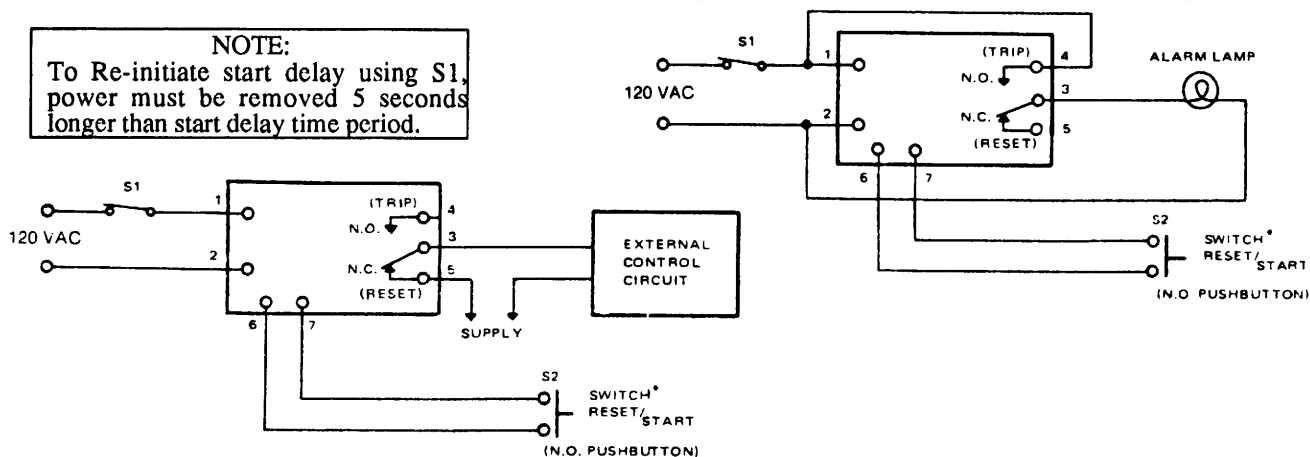 NOTE:
To Re-initiate start delay using S1,
power must be removed 5 seconds
longer than start delay time period.
S1
120 VAC
1
2
(TRIP)
N.O.
4
3
N.C.
5
(RESET)
6
7
ALARM LAMP
S2
SWITCH*
RESET/START
(N.O PUSHBUTTON)
S1
120 VAC
1
2
(TRIP)
4
N.O.
3
N.C.
5
(RESET)
6
7
SUPPLY
EXTERNAL
CONTROL
CIRCUIT
S2
SWITCH*
RESET/START
(N.O. PUSHBUTTON)